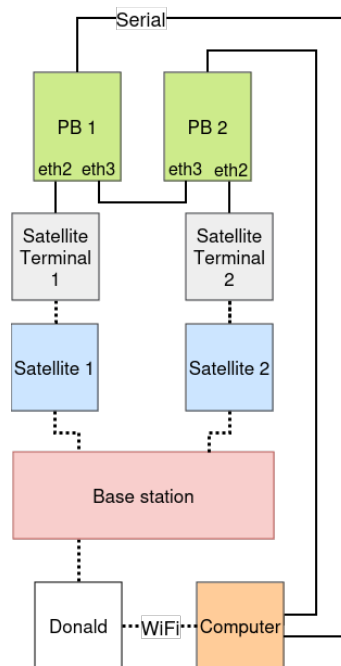 Serial
PB 1
PB 2
eth2 eth3
eth3 eth2
Satellite
Terminal
1
Satellite
Terminal
2
Satellite 1
Satellite 2
Base station
Donald
WiFi
Computer